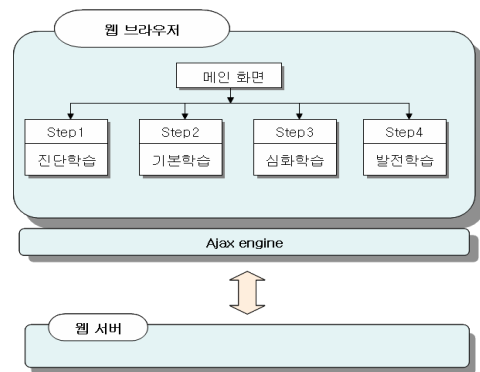 웹 브라우저
메인 화면
Step1 Step2 Step3 Step4
진단학습 기본학습 심화학습 발전학습
Ajax engine
웹 서버